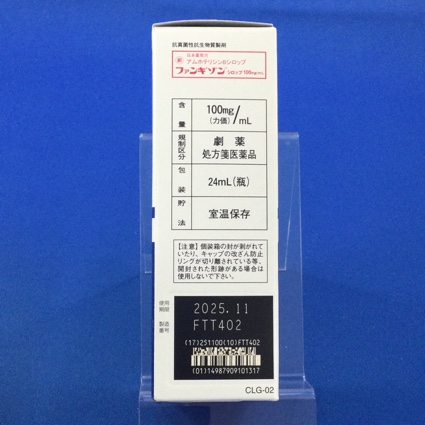 抗真菌性抗生物質製剤
日本薬局方
劇 アムホテリシンBシロップ
ファンギゾン シロップ 100mg/mL
含量 100mg(力価)/mL
規制区分 劇薬
処方箋医薬品
包装 24mL(瓶)
貯法 室温保存
【注意】個装箱の封が剥がれて
いたり、キャップの改ざん防止
リングが切り離されている等、
開封された形跡がある場合は
使用しないで下さい。
使用期限 2025.11
製造番号 FTT402
(17)251100(10)FTT402
(01)14987909101317
CLG-02